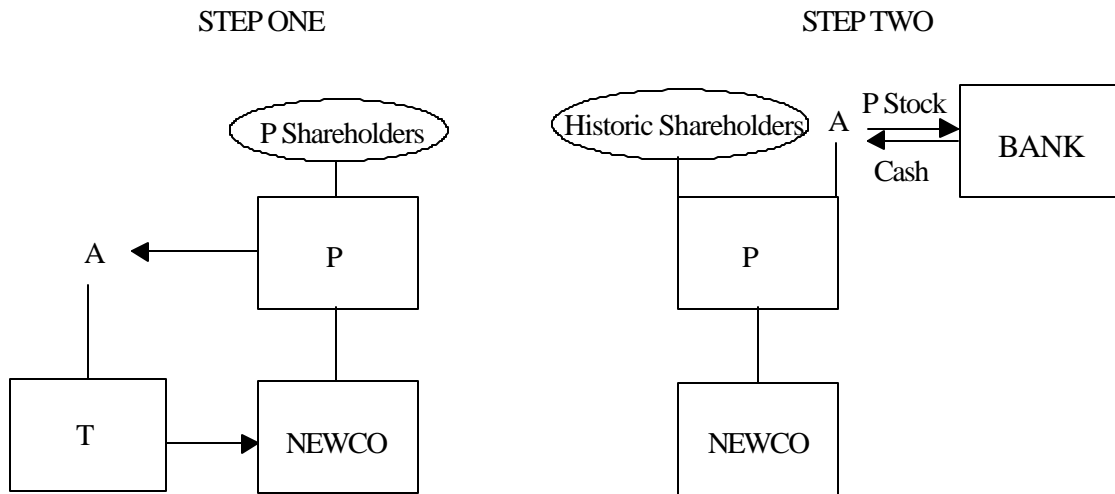 STEP ONE
P Shareholders
A
P
T
NEWCO
STEP TWO
Historic Shareholders
A
P Stock
Cash
BANK
P
NEWCO